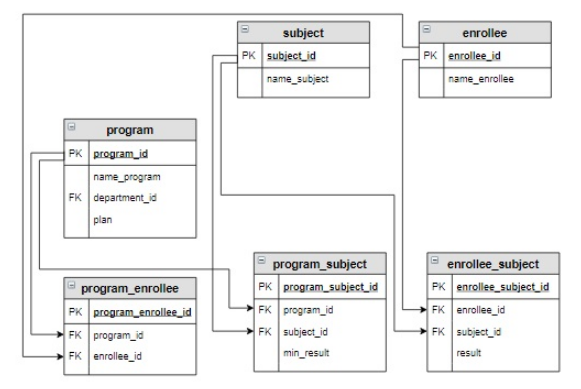 subject
PK subject_id
name_subject
enrollee
PK enrollee_id
name_enrollee
program
PK program_id
name_program
FK department_id
plan
program_enrollee
PK program_enrollee_id
FK program_id
FK enrollee_id
program_subject
PK program_subject_id
FK program_id
FK subject_id
min_result
enrollee_subject
PK enrollee_subject_id
FK enrollee_id
FK subject_id
result